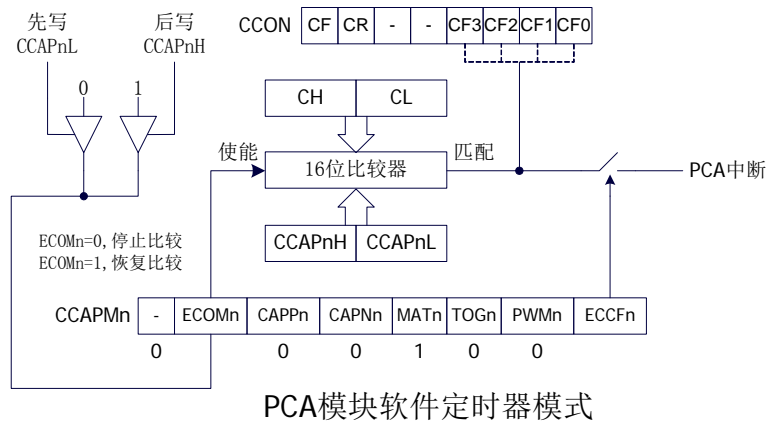 先写
CCAPnL
后写
CCAPnH
CCON CF CR - - CF3 CF2 CF1 CF0
0 1
CH CL
使能
16位比较器
匹配
PCA中断
CCAPnH CCAPnL
ECOMn=0,停止比较
ECOMn=1,恢复比较
CCAPMn - ECOMn CAPPn CAPNn MATn TOGn PWMn ECCFn
0 0 0 1 0 0
PCA模块软件定时器模式